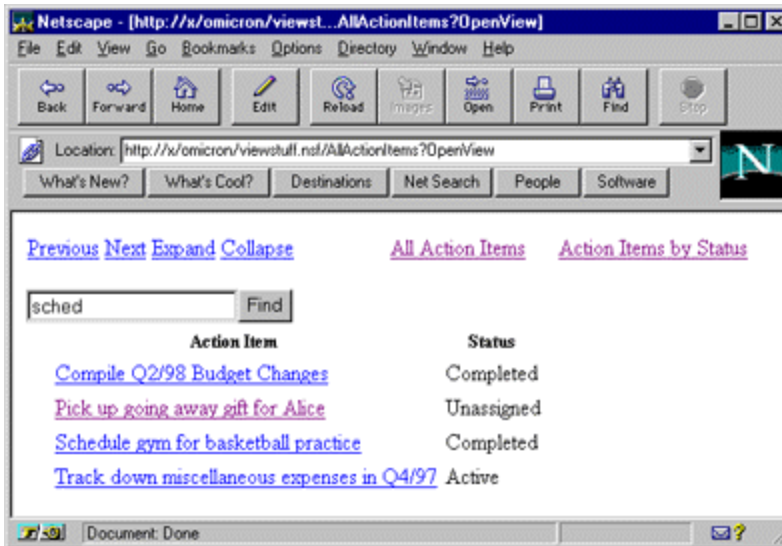 Netscape - [http://x/omicron/viewst...AllActionItems?OpenView]
File Edit View Go Bookmarks Options Directory Window Help
Back Forward Home Edit Reload Images Open Print Find Stop
Location: http://x/omicron/viewstuff.nsf/AllActionItems?OpenView
N
What's New? What's Cool? Destinations Net Search People Software
Previous Next Expand Collapse All Action Items Action Items by Status
sched Find
Action Item Status
Compile Q2/98 Budget Changes Completed
Pick up going away gift for Alice Unassigned
Schedule gym for basketball practice Completed
Track down miscellaneous expenses in Q4/97 Active
Document: Done
?